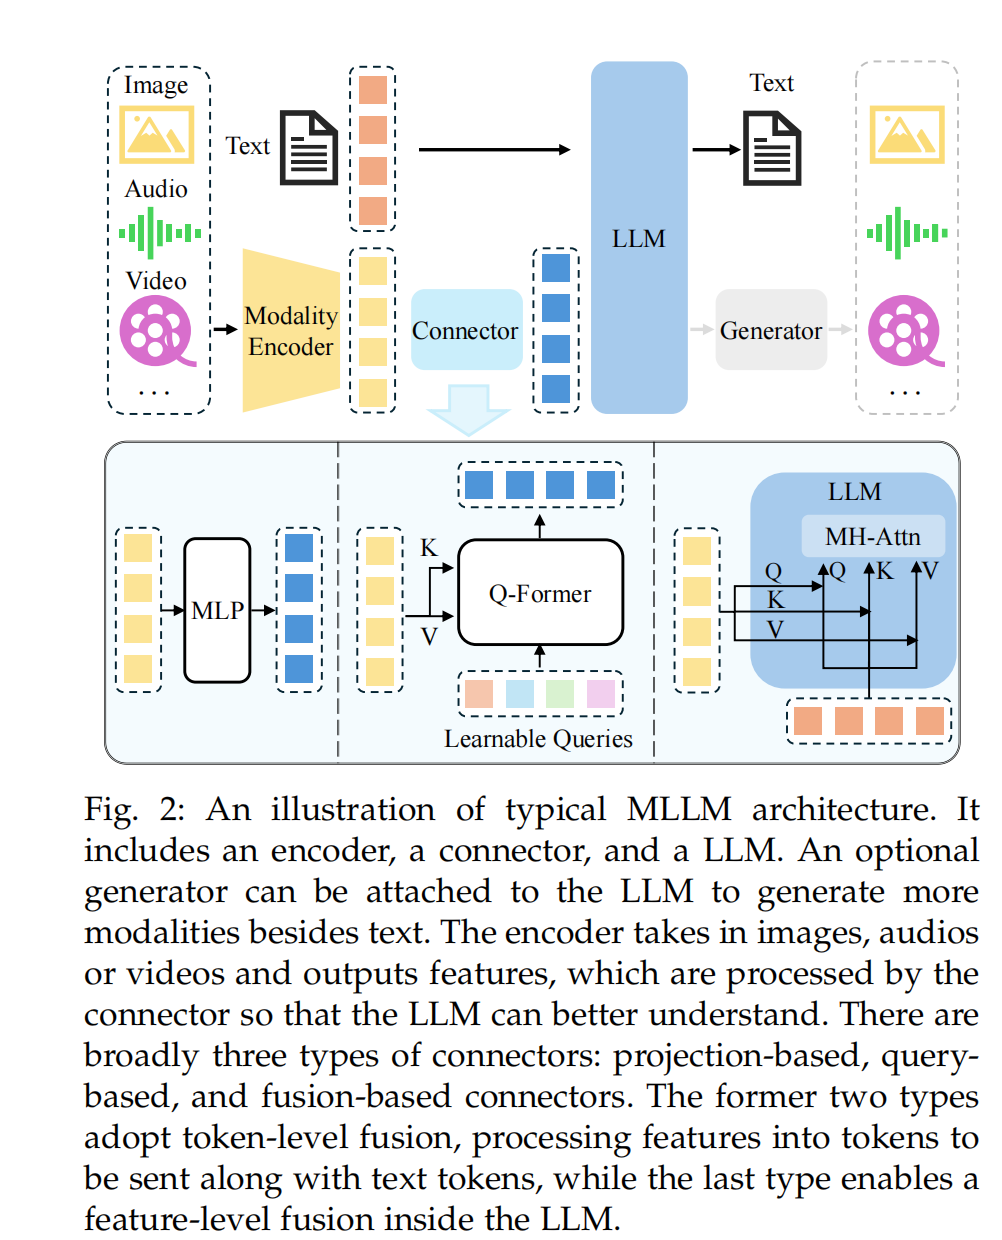 Image
Text
Text
Audio
LLM
Video
Modality
Encoder
Connector
Generator
...
...
LLM
MH-Attn
K
Q
Q
K
V
K
Q-Former
MLP
V
V
Learnable Queries
Fig. 2: An illustration of typical MLLM architecture. It
includes an encoder, a connector, and a LLM. An optional
generator can be attached to the LLM to generate more
modalities besides text. The encoder takes in images, audios
or videos and outputs features, which are processed by the
connector so that the LLM can better understand. There are
broadly three types of connectors: projection-based, query-
based, and fusion-based connectors. The former two types
adopt token-level fusion, processing features into tokens to
be sent along with text tokens, while the last type enables a
feature-level fusion inside the LLM.